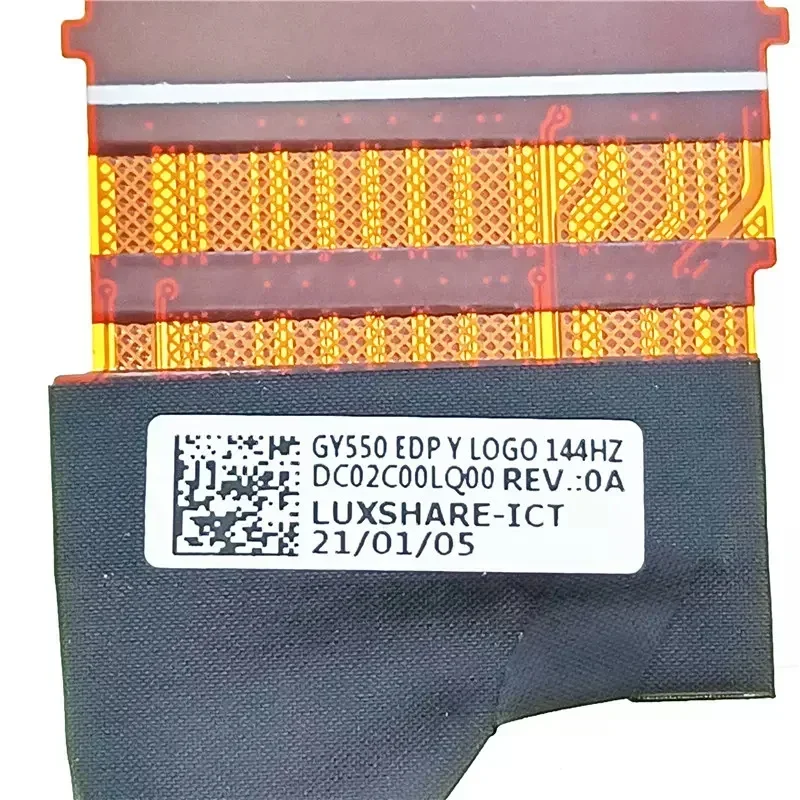 GY550 EDP Y LOGO 144HZ
DC02C00LQ00 REV.:0A
LUXSHARE-ICT
21/01/05